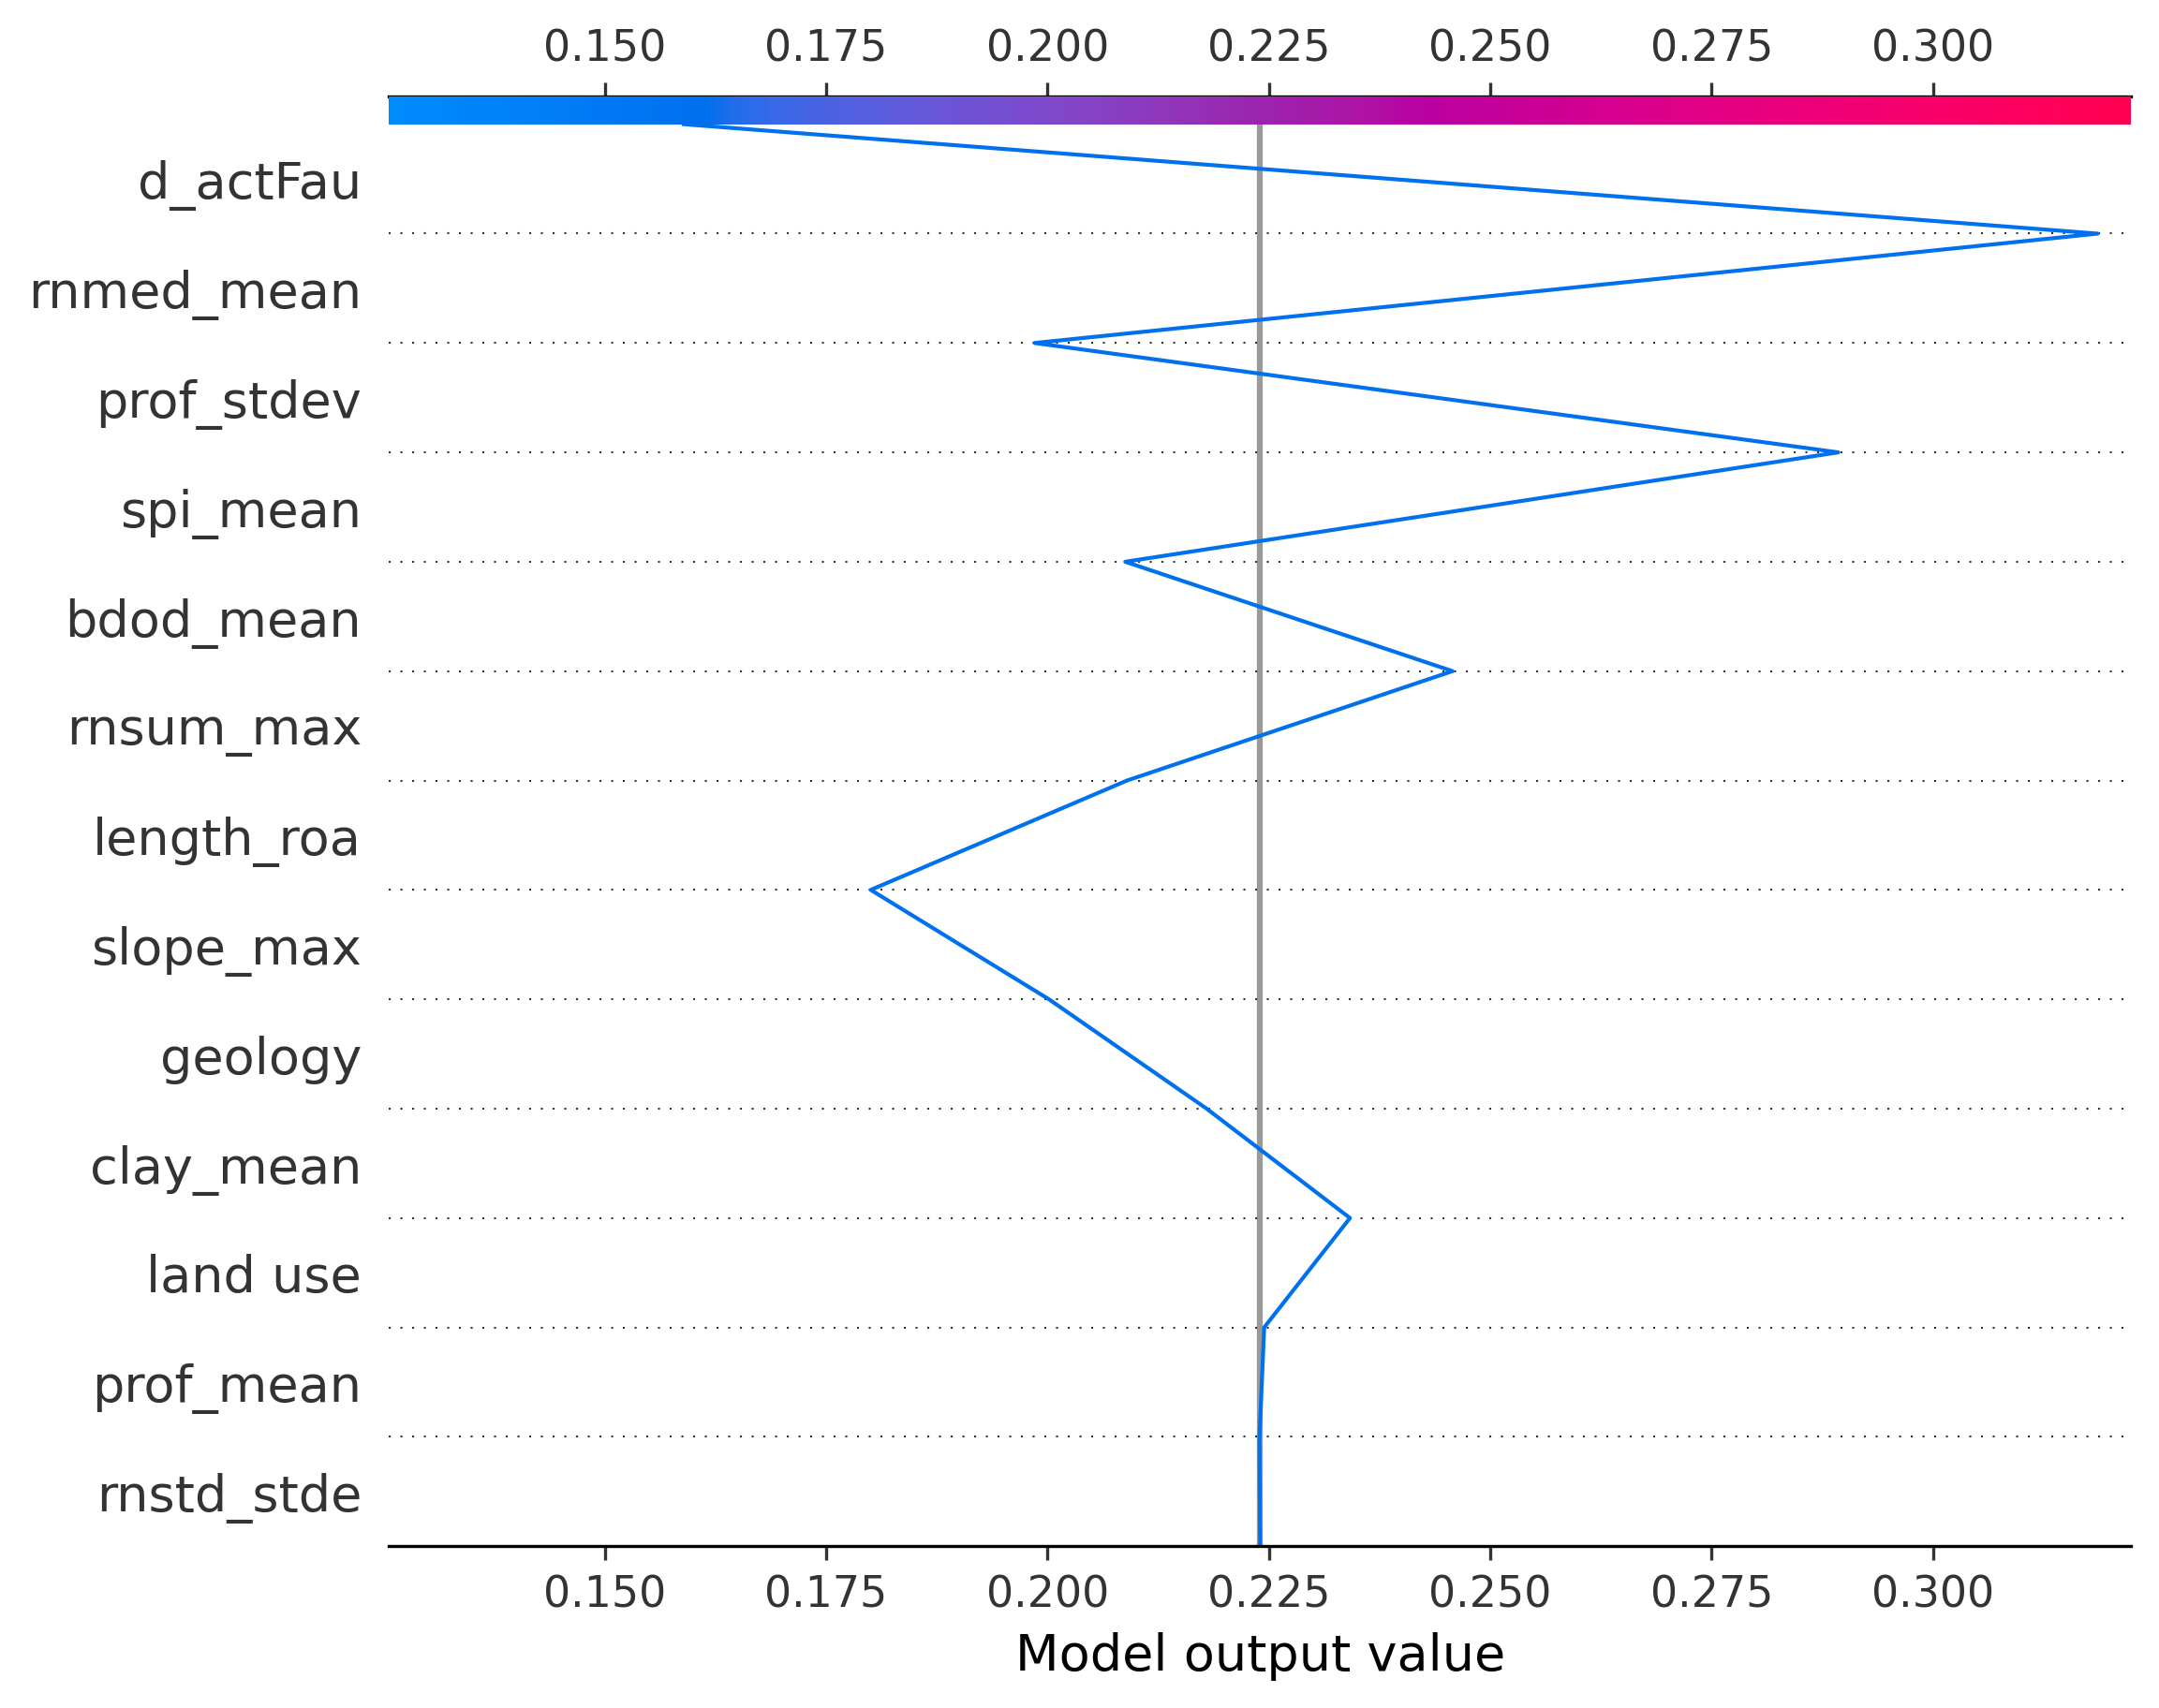 0.150 0.175 0.200 0.225 0.250 0.275 0.300
d_actFau
rnmed_mean
prof_stdev
spi_mean
bdod_mean
rnsum_max
length_roa
slope_max
geology
clay_mean
land use
prof_mean
rnstd_stde
0.150 0.175 0.200 0.225 0.250 0.275 0.300
Model output value